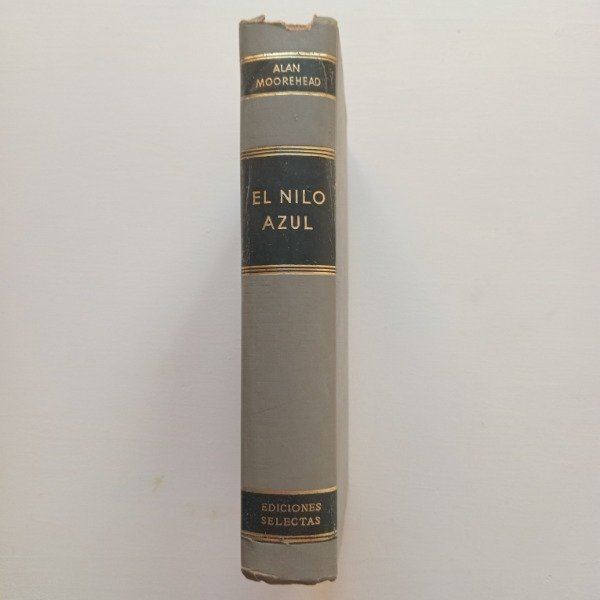 ALAN
MOOREHEAD
EL NILO
AZUL
EDICIONES
SELECTAS